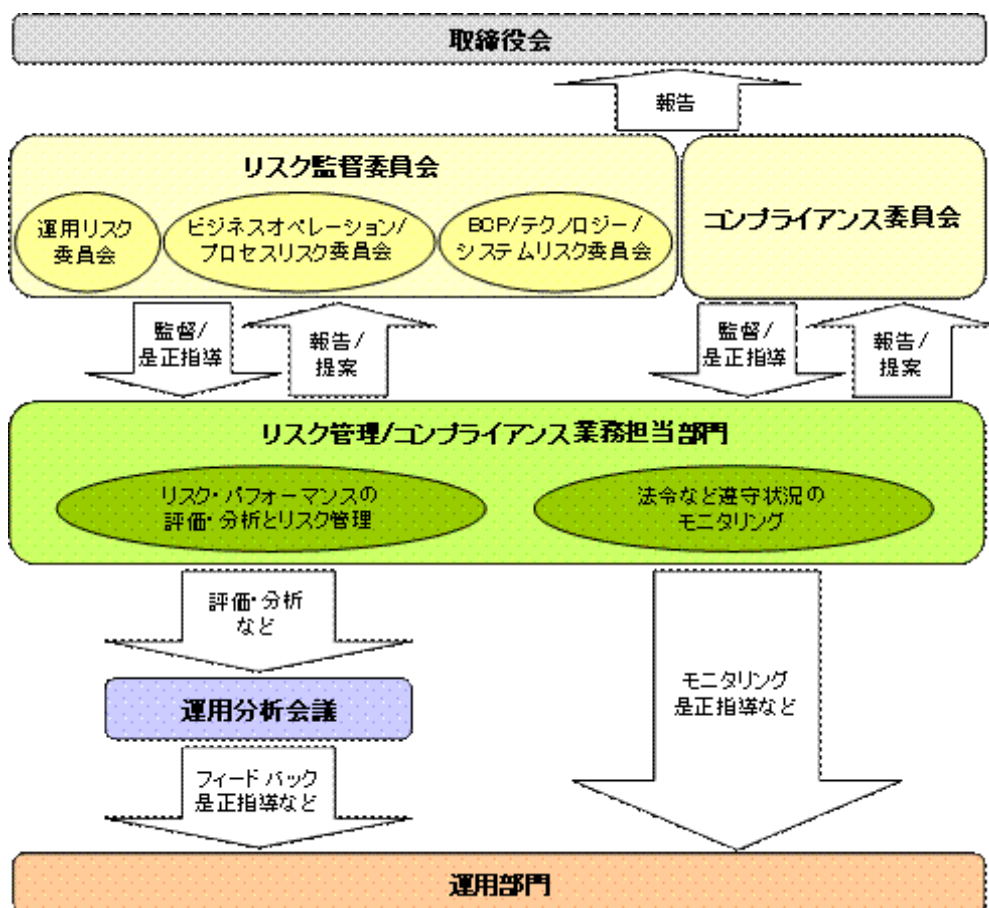 取締役会
報告
リスク監督委員会
運用リスク
委員会
ビジネスオペレーション/
プロセスリスク委員会
BCP/テクノロジー/
システムリスク委員会
コンプライアンス委員会
監督/
是正指導
報告/
提案
監督/
是正指導
報告/
提案
リスク管理/コンプライアンス業務担当部門
リスク・パフォーマンスの
評価・分析とリスク管理
法令など遵守状況の
モニタリング
評価・分析
など
運用分析会議
モニタリング
是正指導など
フィードバック
是正指導など
運用部門